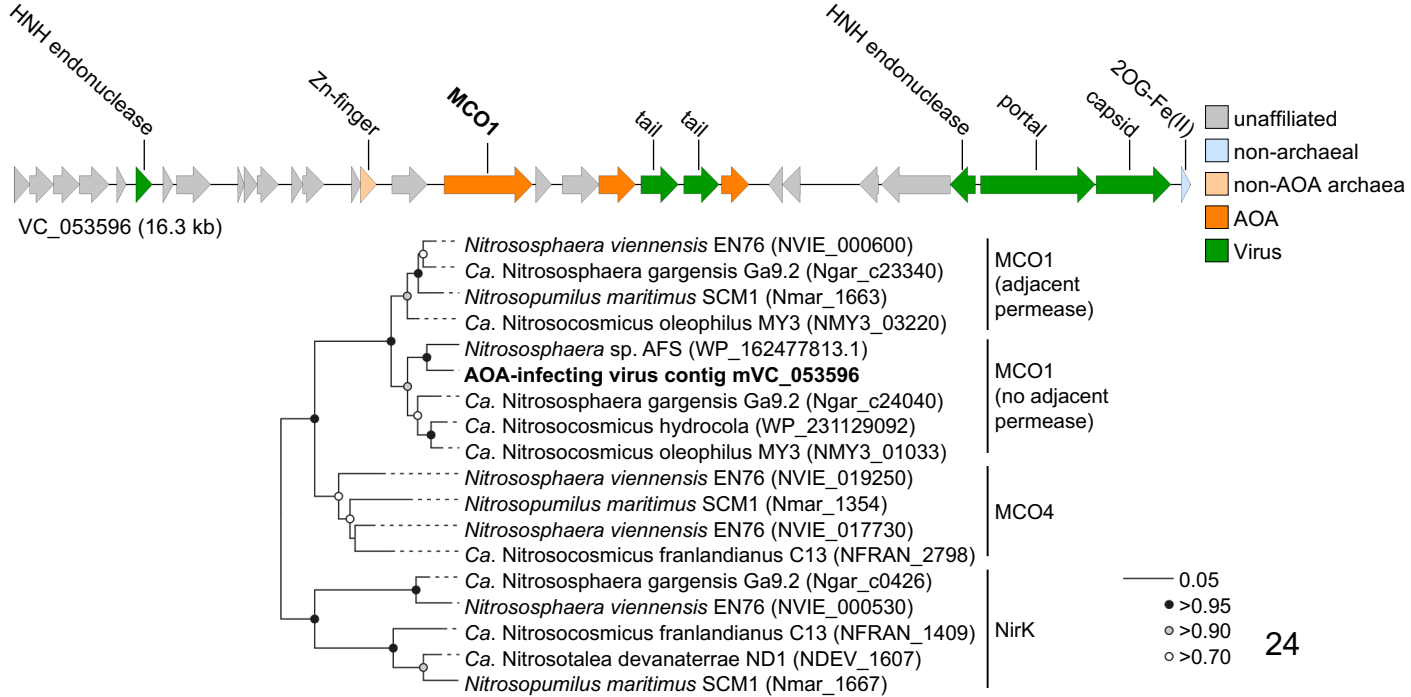 HNH endonuclease
Zn-finger
MCO1
tail
tail
HNH endonuclease
portal
capsid
2OG-Fe(II)
unaffiliated
non-archaeal
non-AOA archaea
AOA
Virus
VC_053596 (16.3 kb)
Nitrososphaera viennensis EN76 (NVIE_000600)
Ca. Nitrososphaera gargensis Ga9.2 (Ngar_c23340)
Nitrosopumilus maritimus SCM1 (Nmar_1663)
Ca. Nitrosocosmicus oleophilus MY3 (NMY3_03220)
MCO1
(adjacent
permease)
Nitrososphaera sp. AFS (WP_162477813.1)
AOA-infecting virus contig mVC_053596
Ca. Nitrososphaera gargensis Ga9.2 (Ngar_c24040)
Ca. Nitrosocosmicus hydrocola (WP_231129092)
Ca. Nitrosocosmicus oleophilus MY3 (NMY3_01033)
MCO1
(no adjacent
permease)
Nitrososphaera viennensis EN76 (NVIE_019250)
Nitrosopumilus maritimus SCM1 (Nmar_1354)
Nitrososphaera viennensis EN76 (NVIE_017730)
Ca. Nitrosocosmicus franlandianus C13 (NFRAN_2798)
MCO4
Ca. Nitrososphaera gargensis Ga9.2 (Ngar_c0426)
Nitrososphaera viennensis EN76 (NVIE_000530)
Ca. Nitrosocosmicus franlandianus C13 (NFRAN_1409)
Ca. Nitrosotalea devanaterrae ND1 (NDEV_1607)
Nitrosopumilus maritimus SCM1 (Nmar_1667)
NirK
0.05
>0.95
>0.90
>0.70
24